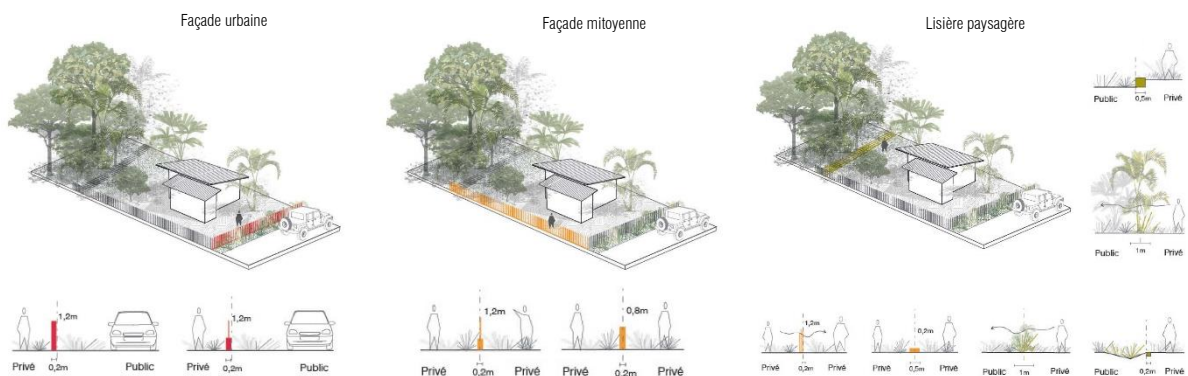 Façade urbaine
1,2m
Privé
0,2m
Public
1,2m
Privé
0,2m
Public
Façade mitoyenne
1,2m
Privé
0,2m
Privé
0,8m
Privé
0,2m
Privé
Lisière paysagère
Public
0,5m
Privé
Public
1m
Privé
1,2m
Privé
0,2m
Privé
0,2m
Privé
0,5m
Privé
Public
1m
Privé
Public
0,2m
Privé